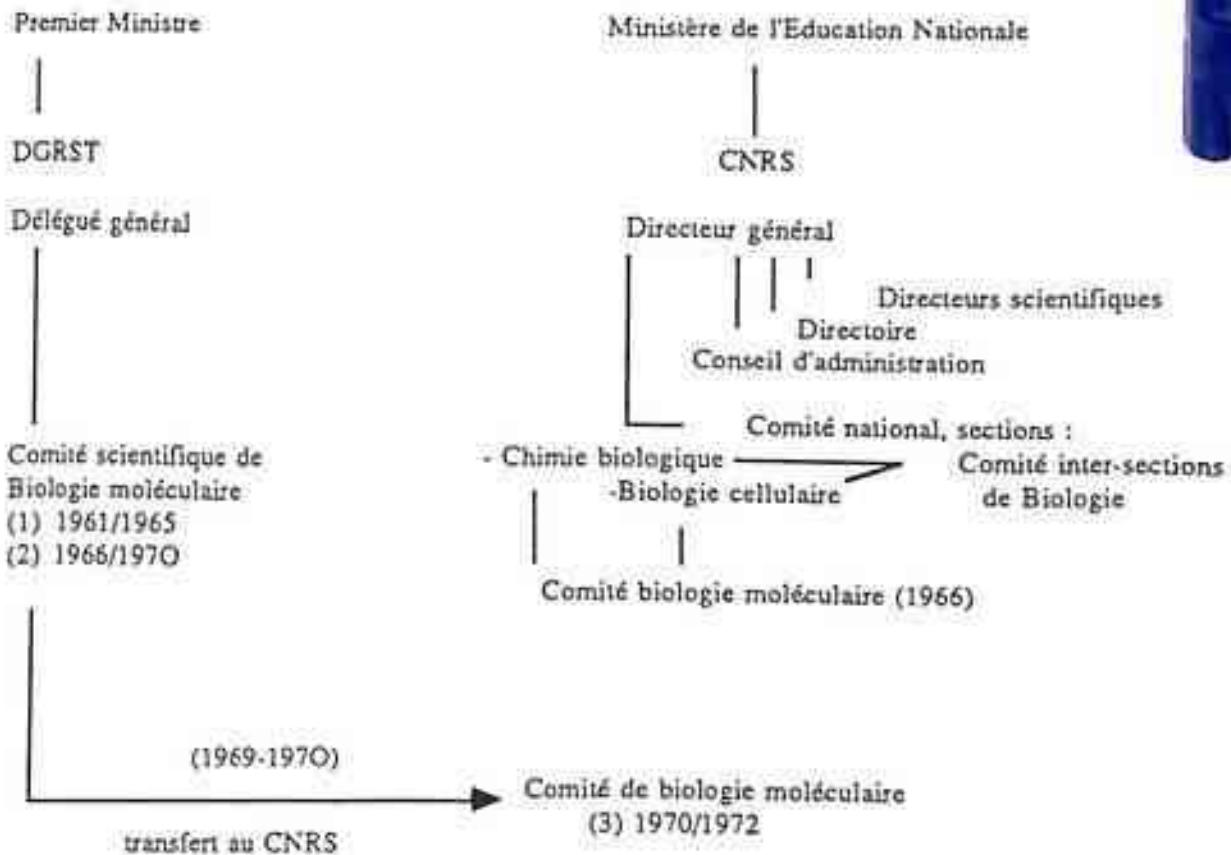 Premier Ministre
Ministère de l'Education Nationale
DGRST
CNRS
Délégué général
Directeur général
Directeurs scientifiques
Directoire
Conseil d'administration
Comité national, sections :
Comité scientifique de
Biologie moléculaire
(1) 1961/1965
(2) 1966/197O
- Chimie biologique
-Biologie cellulaire
Comité inter-sections
de Biologie
Comité biologie moléculaire (1966)
(1969-197O)
transfert au CNRS
Comité de biologie moléculaire
(3) 1970/1972